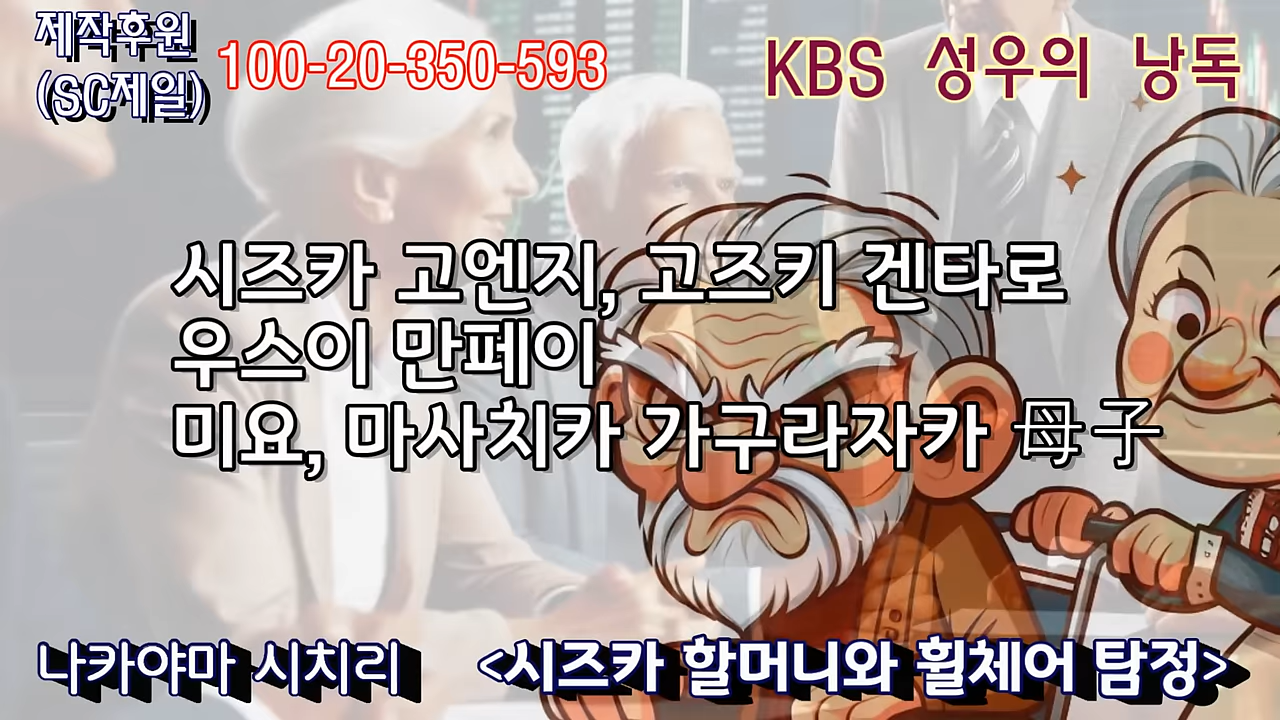 제작후원
(SC제일)
100-20-350-593
KBS 성우의 낭독
시즈카 고엔지, 고즈키 겐타로
우스이 만페이
미요, 마사치카 가구라자카 母子
나카야마 시치리
<시즈카 할머니와 휠체어 탐정>